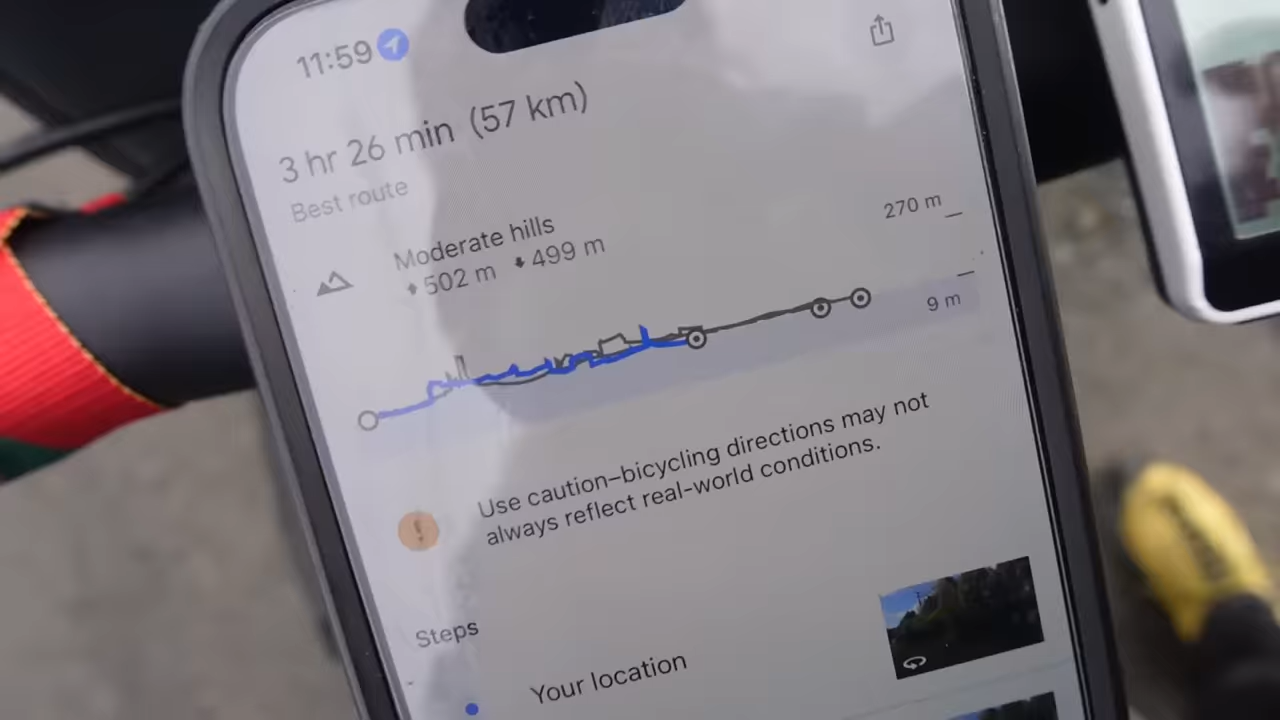 11:59
3 hr 26 min (57 km)
Best route
Moderate hills
502 m 499 m
270 m
9 m
Use caution–bicycling directions may not
always reflect real-world conditions.
Steps
Your location